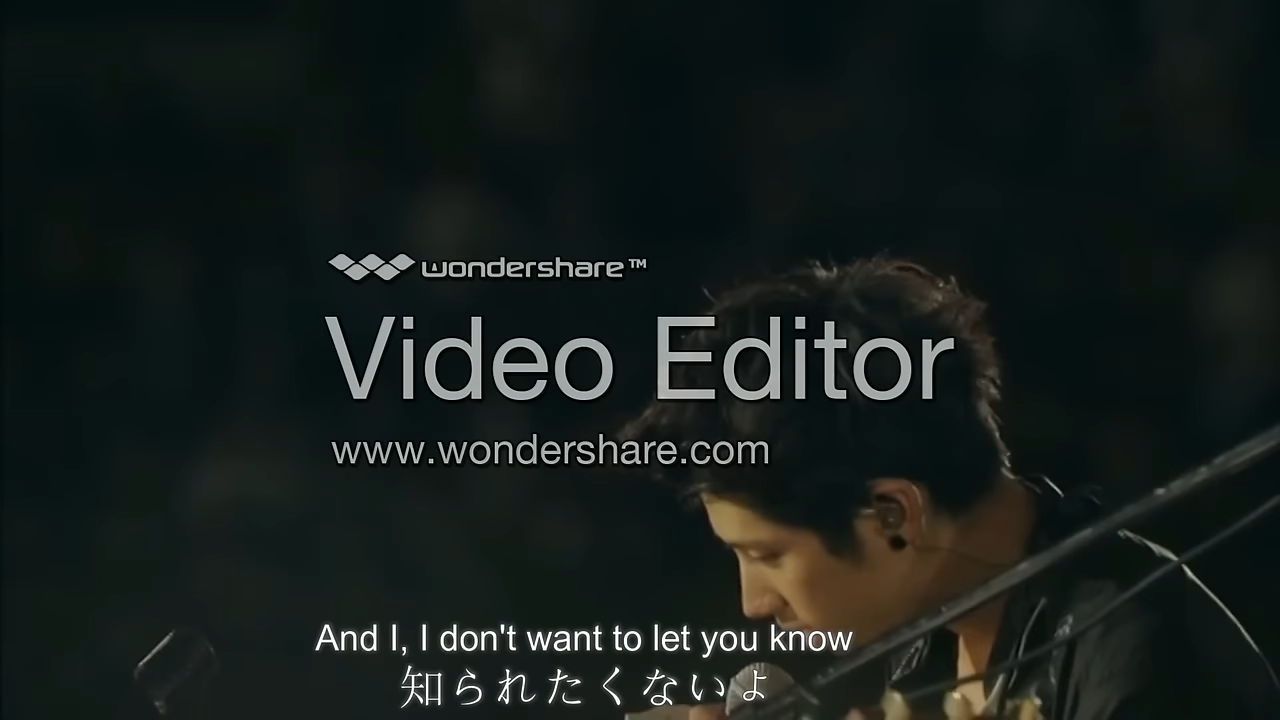 wondershare™
Video Editor
www.wondershare.com
And I, I don't want to let you know
知られたくないよ